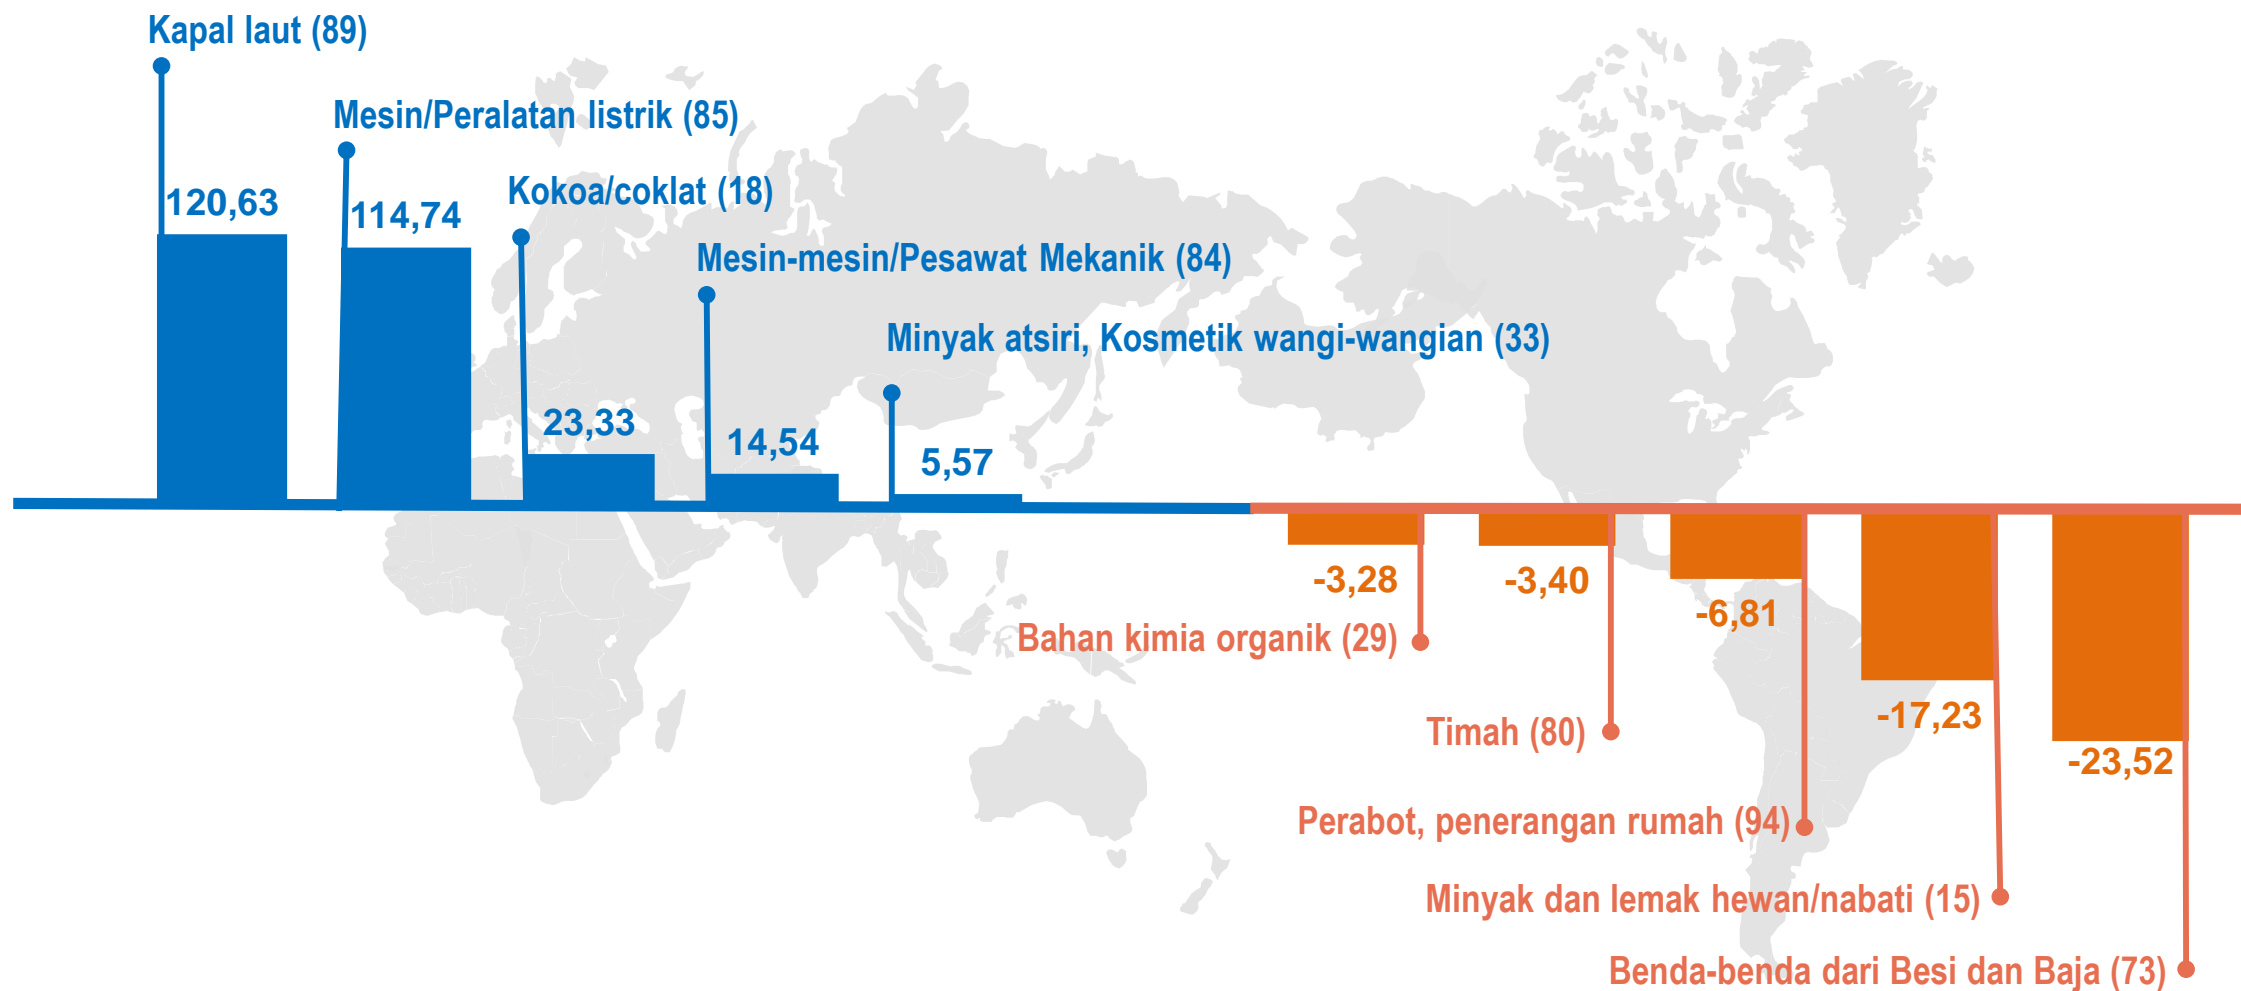 Kapal laut (89)
Mesin/Peralatan listrik (85)
Kokoa/coklat (18)
120,63
114,74
Mesin-mesin/Pesawat Mekanik (84)
Minyak atsiri, Kosmetik wangi-wangian (33)
23,33
14,54
5,57
-3,28
-3,40
-6,81
Bahan kimia organik (29)
-17,23
Timah (80)
-23,52
Perabot, penerangan rumah (94)
Minyak dan lemak hewan/nabati (15)
Benda-benda dari Besi dan Baja (73)